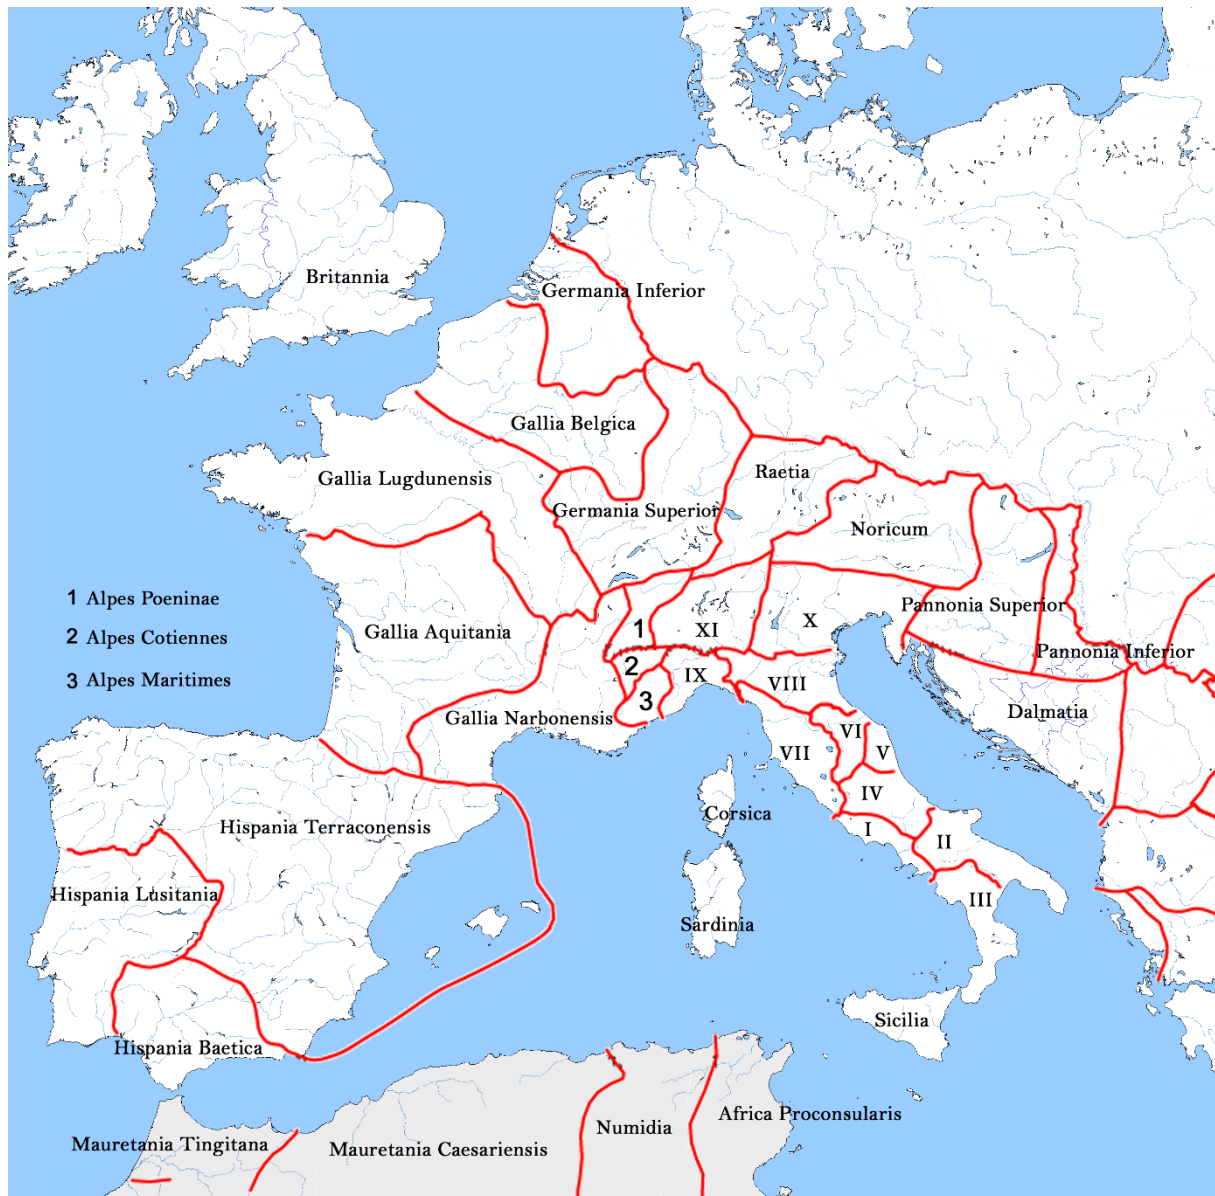 Britannia
Germania Inferior
Gallia Belgica
Gallia Lugdunensis
Raetia
Germania Superior
Noricum
1 Alpes Poeninae
Pannonia Superior
X
Gallia Aquitania
1
XI
2 Alpes Cotiennes
Pannonia Inferior
2
IX
3 Alpes Maritimes
VIII
3
Dalmatia
Gallia Narbonensis
VI
VII
V
IV
Corsica
Hispania Terraconensis
I
II
Hispania Lusitania
III
Sardinia
Sicilia
Hispania Baetica
Africa Proconsularis
Numidia
Mauretania Tingitana
Mauretania Caesariensis